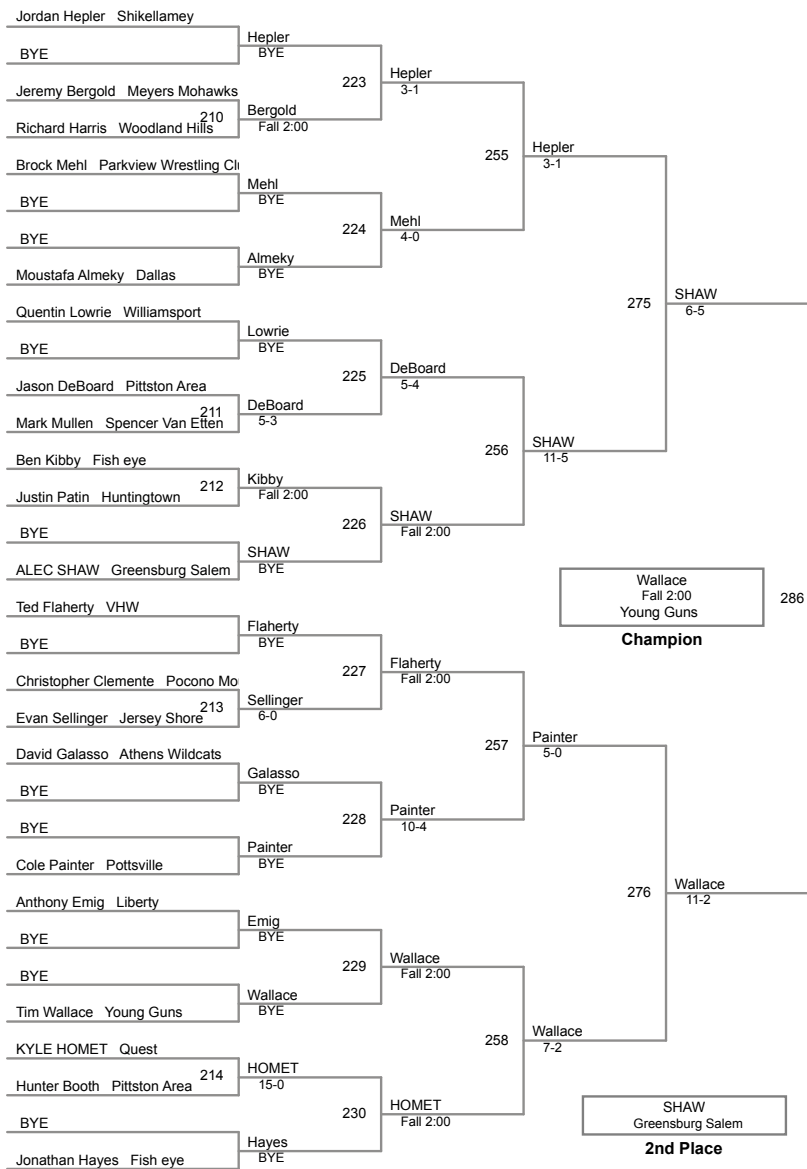 Jordan Hepler Shikellamey
BYE
Hepler
BYE
223
Hepler
3-1
Jeremy Bergold Meyers Mohawks
210
Richard Harris Woodland Hills
Bergold
Fall 2:00
255
Hepler
3-1
Brock Mehl Parkview Wrestling
BYE
Mehl
BYE
224
Mehl
4-0
BYE
Moustafa Almeky Dallas
Almeky
BYE
275
SHAW
6-5
Quentin Lowrie Williamsport
BYE
Lowrie
BYE
225
DeBoard
5-4
Jason DeBoard Pittston Area
211
Mark Mullen Spencer Van Etten
DeBoard
5-3
256
SHAW
11-5
Ben Kibby Fish eye
212
Justin Patin Huntingtown
Kibby
Fall 2:00
226
SHAW
Fall 2:00
BYE
ALEC SHAW Greensburg Salem
SHAW
BYE
Wallace
Fall 2:00
Young Guns
286
Champion
Ted Flaherty VHW
BYE
Flaherty
BYE
227
Flaherty
Fall 2:00
Christopher Clemente Pocono
213
Evan Sellinger Jersey Shore
Sellinger
6-0
257
Painter
5-0
David Galasso Athens Wildcats
BYE
Galasso
BYE
228
Painter
10-4
BYE
Cole Painter Pottsville
Painter
BYE
276
Wallace
11-2
Anthony Emig Liberty
BYE
Emig
BYE
229
Wallace
Fall 2:00
BYE
Tim Wallace Young Guns
Wallace
BYE
258
Wallace
7-2
KYLE HOMET Quest
214
Hunter Booth Pittston Area
HOMET
15-0
230
HOMET
Fall 2:00
BYE
Jonathan Hayes Fish eye
Hayes
BYE
SHAW
Greensburg Salem
2nd Place